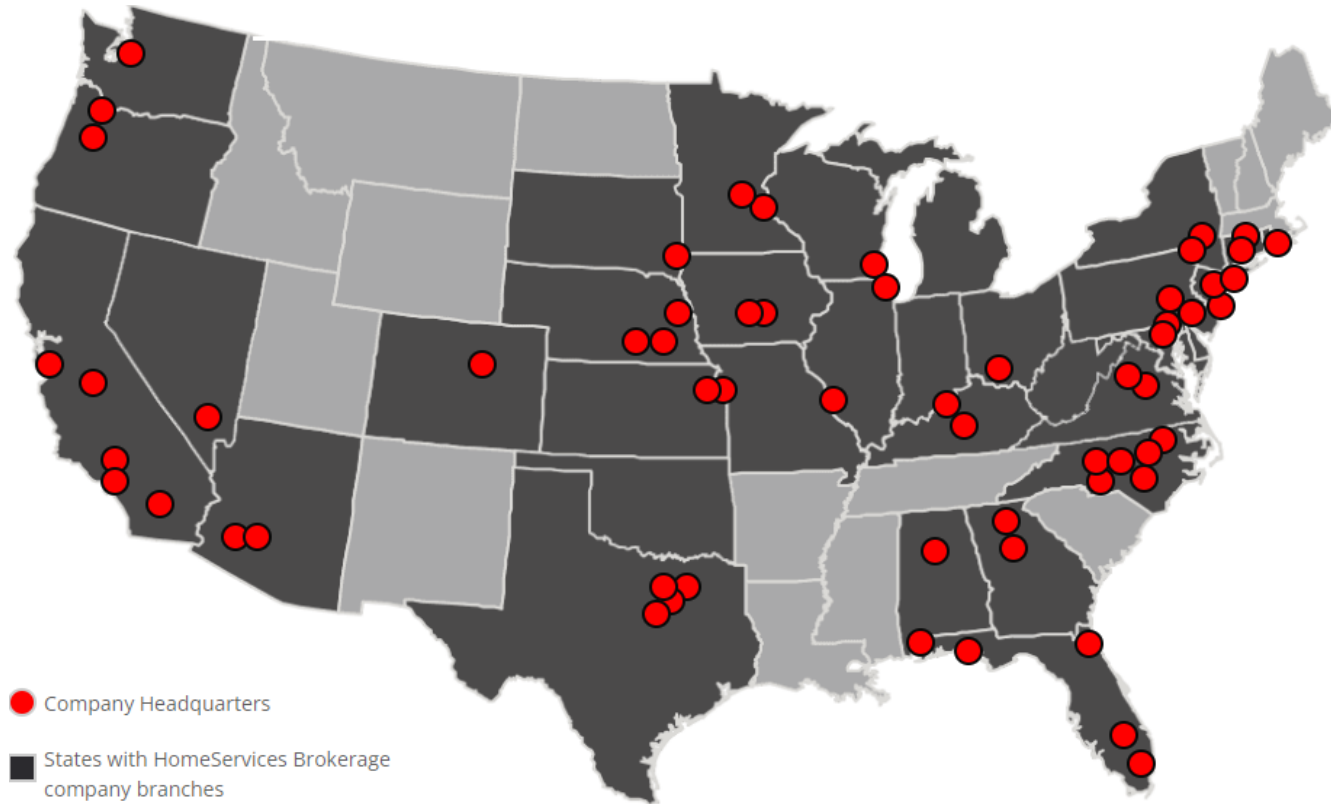 Company Headquarters
States with HomeServices Brokerage
company branches